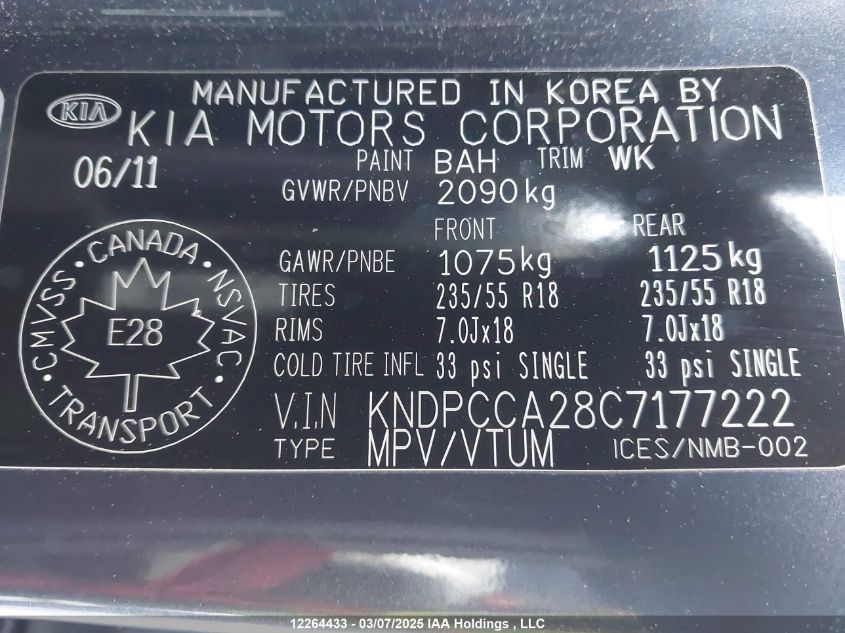 MANUFACTURED IN KOREA BY
KIA
KIA MOTORS CORPORATION
06/11
PAINT BAH TRIM WK
GVWR/PNBV 2090kg
FRONT REAR
GAWR/PNBE 1075kg 1125kg
TIRES 235/55 R18 235/55 R18
RIMS 7.0Jx18 7.0Jx18
COLD TIRE INFL 33 psi SINGLE 33 psi SINGLE
V.I.N KNDPCCA28C7177222
TYPE MPV/VTUM ICES/NMB-002
CMVSS • CANADA • NSVAC • TRANSPORT •
E28
12264433 - 03/07/2025 IAA Holdings , LLC